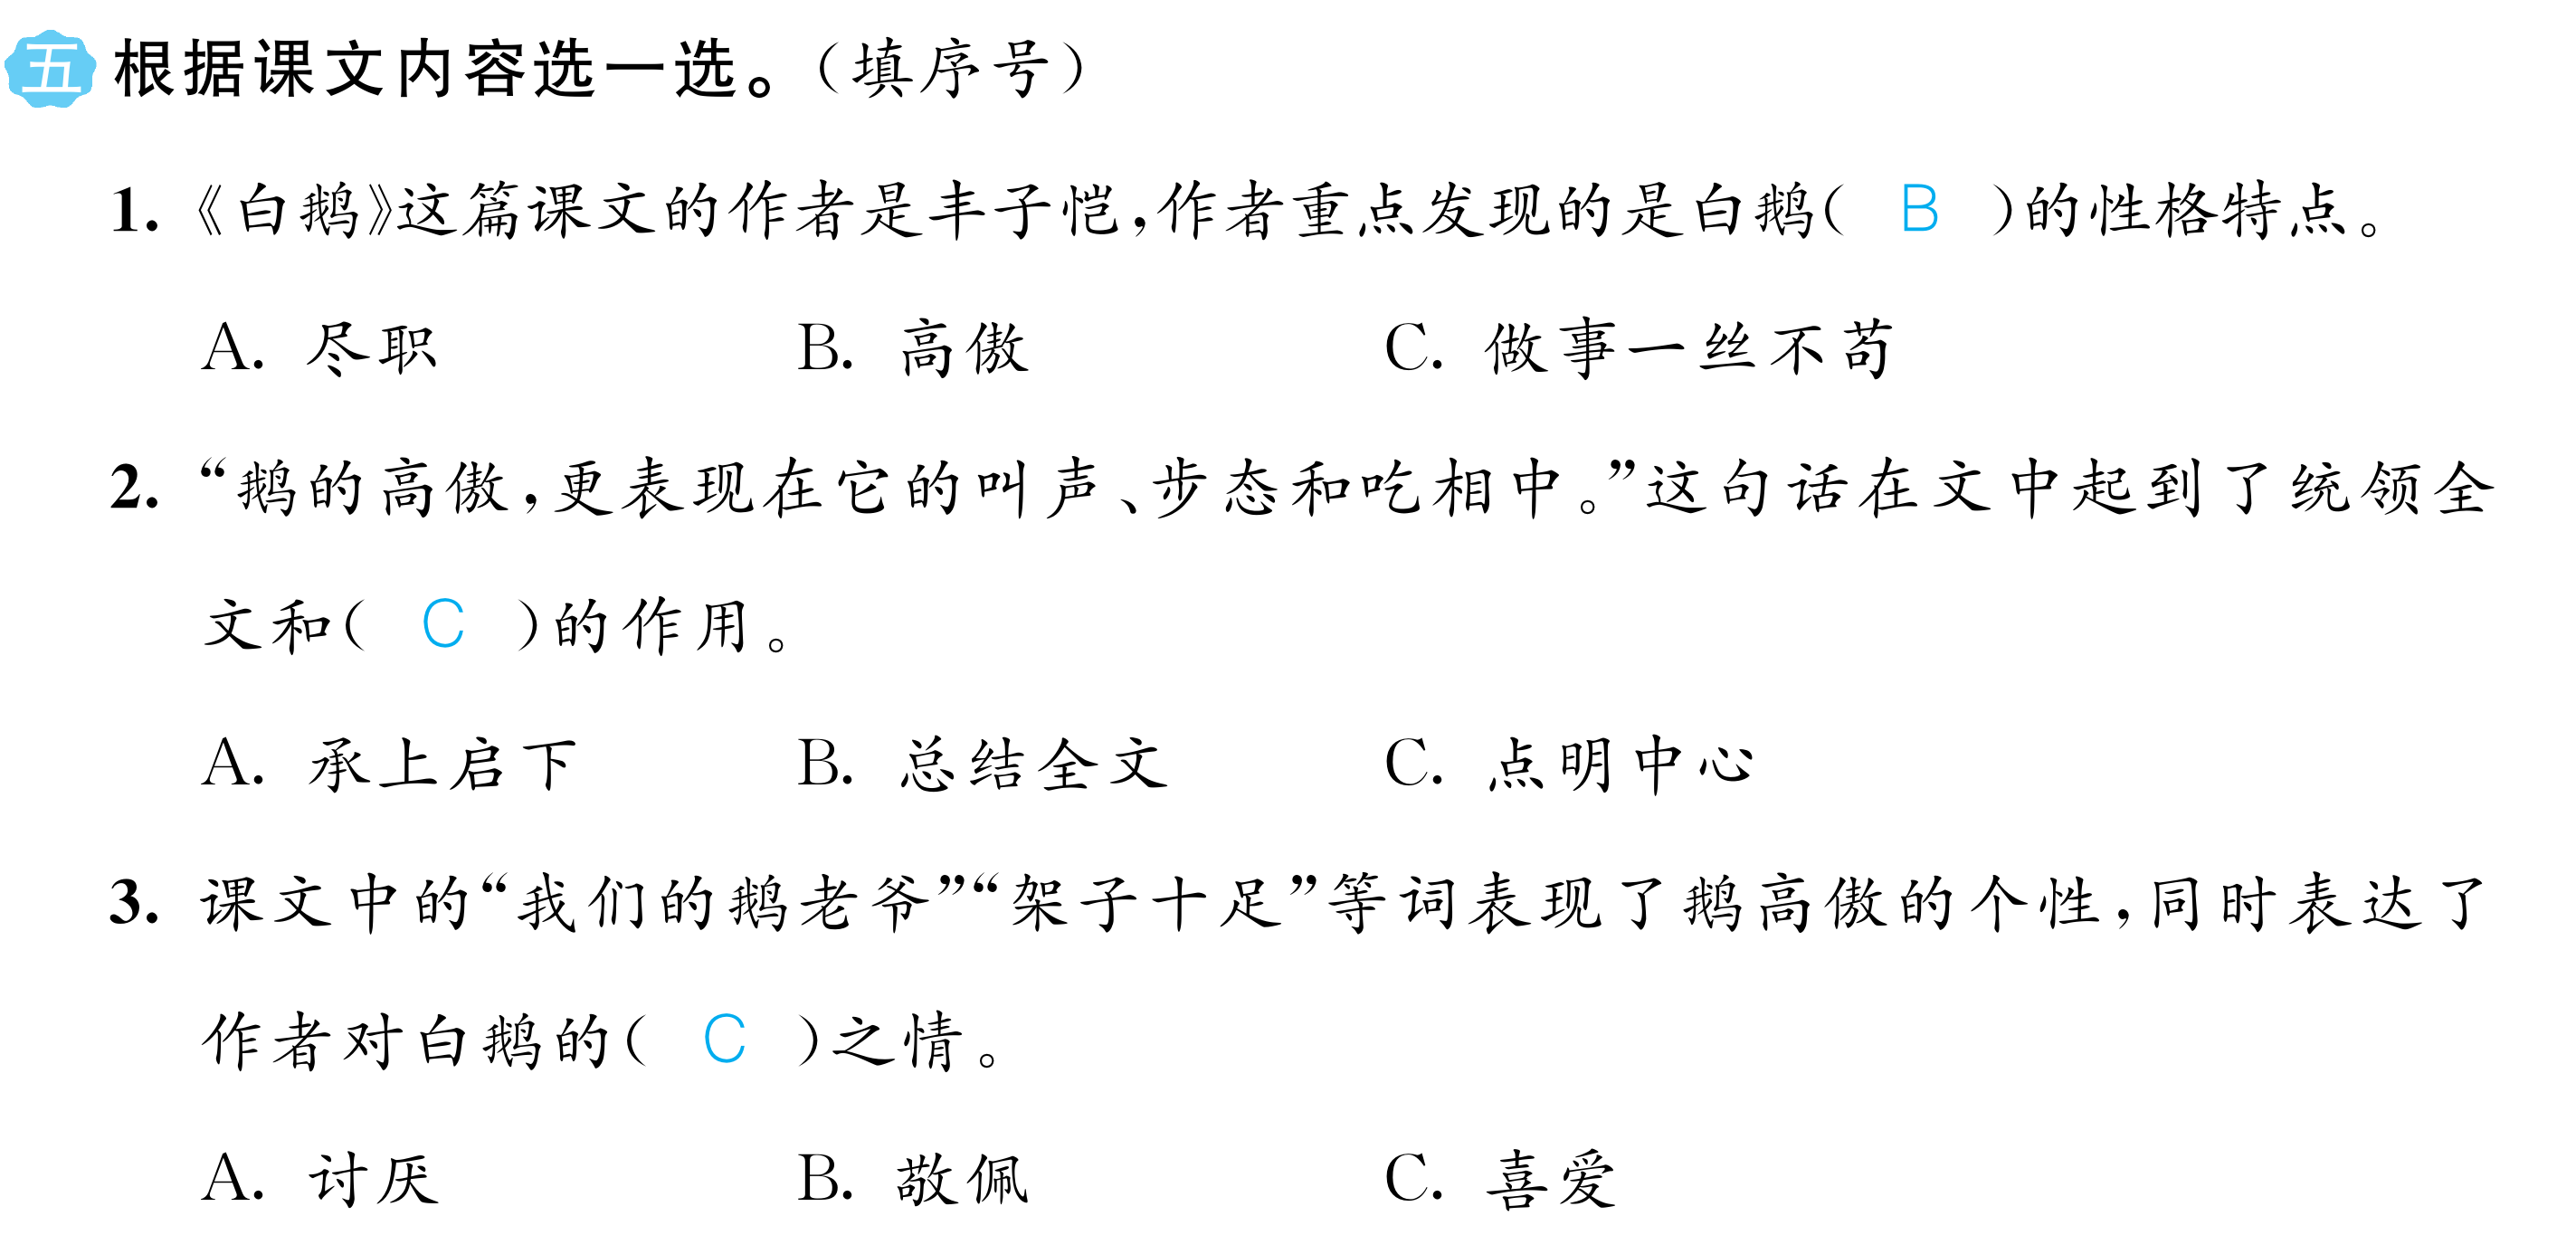 五 根据课文内容选一选。（填序号）
1.《白鹅》这篇课文的作者是丰子恺,作者重点发现的是白鹅( B )的性格特点。
A. 尽职 B. 高傲 C. 做事一丝不苟
2.“鹅的高傲,更表现在它的叫声、步态和吃相中。”这句话在文中起到了统领全
文和( C )的作用。
A. 承上启下 B. 总结全文 C. 点明中心
3. 课文中的“我们的鹅老爷”“架子十足”等词表现了鹅高傲的个性,同时表达了
作者对白鹅的( C )之情。
A. 讨厌 B. 敬佩 C. 喜爱